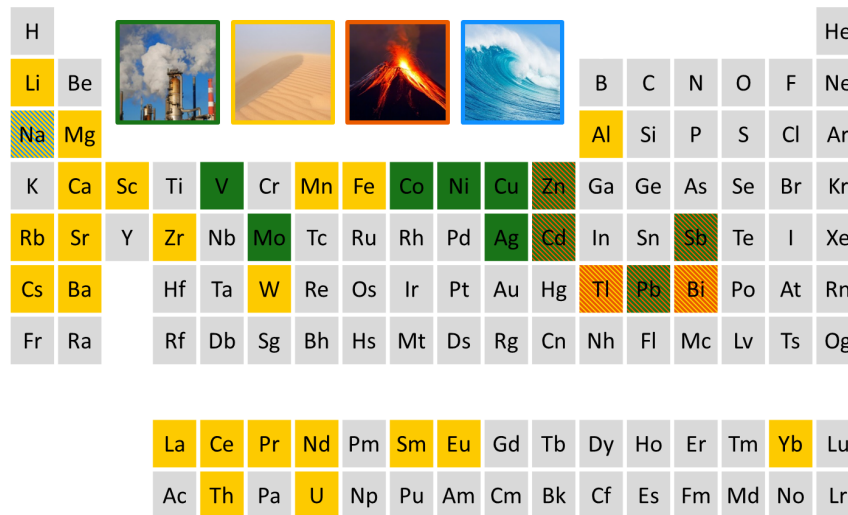 H He
Li Be B C N O F Ne
Na Mg Al Si P S Cl Ar
K Ca Sc Ti V Cr Mn Fe Co Ni Cu Zn Ga Ge As Se Br Kr
Rb Sr Y Zr Nb Mo Tc Ru Rh Pd Ag Cd In Sn Sb Te I Xe
Cs Ba Hf Ta W Re Os Ir Pt Au Hg Tl Pb Bi Po At Rn
Fr Ra Rf Db Sg Bh Hs Mt Ds Rg Cn Nh Fl Mc Lv Ts Og
La Ce Pr Nd Pm Sm Eu Gd Tb Dy Ho Er Tm Yb Lu
Ac Th Pa U Np Pu Am Cm Bk Cf Es Fm Md No Lr